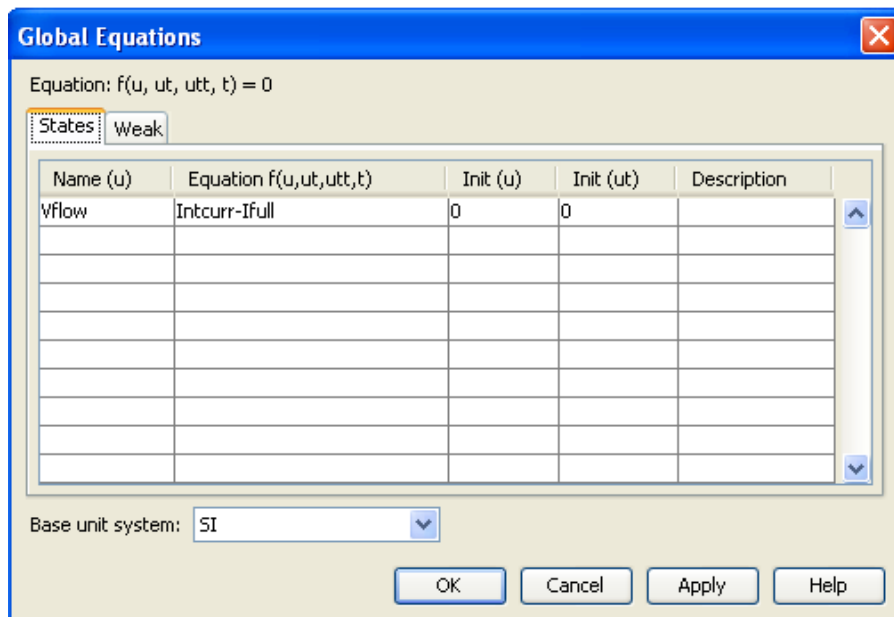 Global Equations
Equation: f(u, ut, utt, t) = 0
States Weak
Name (u) Equation f(u,ut,utt,t) Init (u) Init (ut) Description
Vflow Intcurr-Ifull 0 0
Base unit system: SI
OK Cancel Apply Help